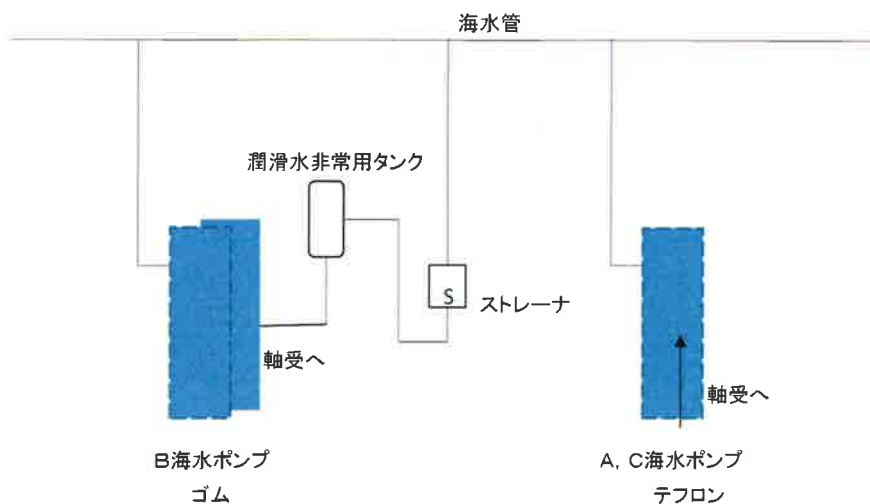 海水管
潤滑水非常用タンク
S
ストレーナ
軸受へ
軸受へ
B海水ポンプ
ゴム
A, C海水ポンプ
テフロン